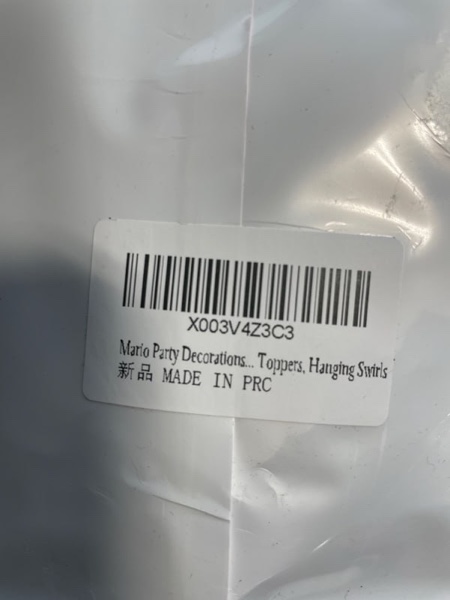 X003V4Z3C3
Mario Party Decorations... Toppers, Hanging Swirls
新品 MADE IN PRC